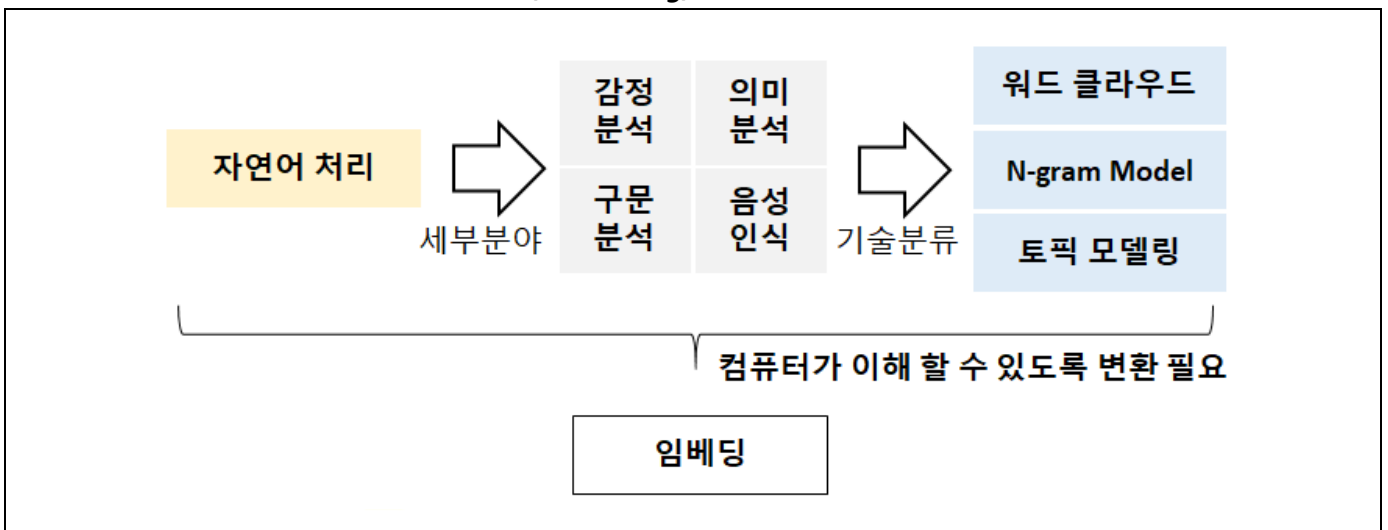 자연어 처리
세부분야
감정
분석
의미
분석
구문
분석
음성
인식
기술분류
워드 클라우드
N-gram Model
토픽 모델링
컴퓨터가 이해 할 수 있도록 변환 필요
임베딩